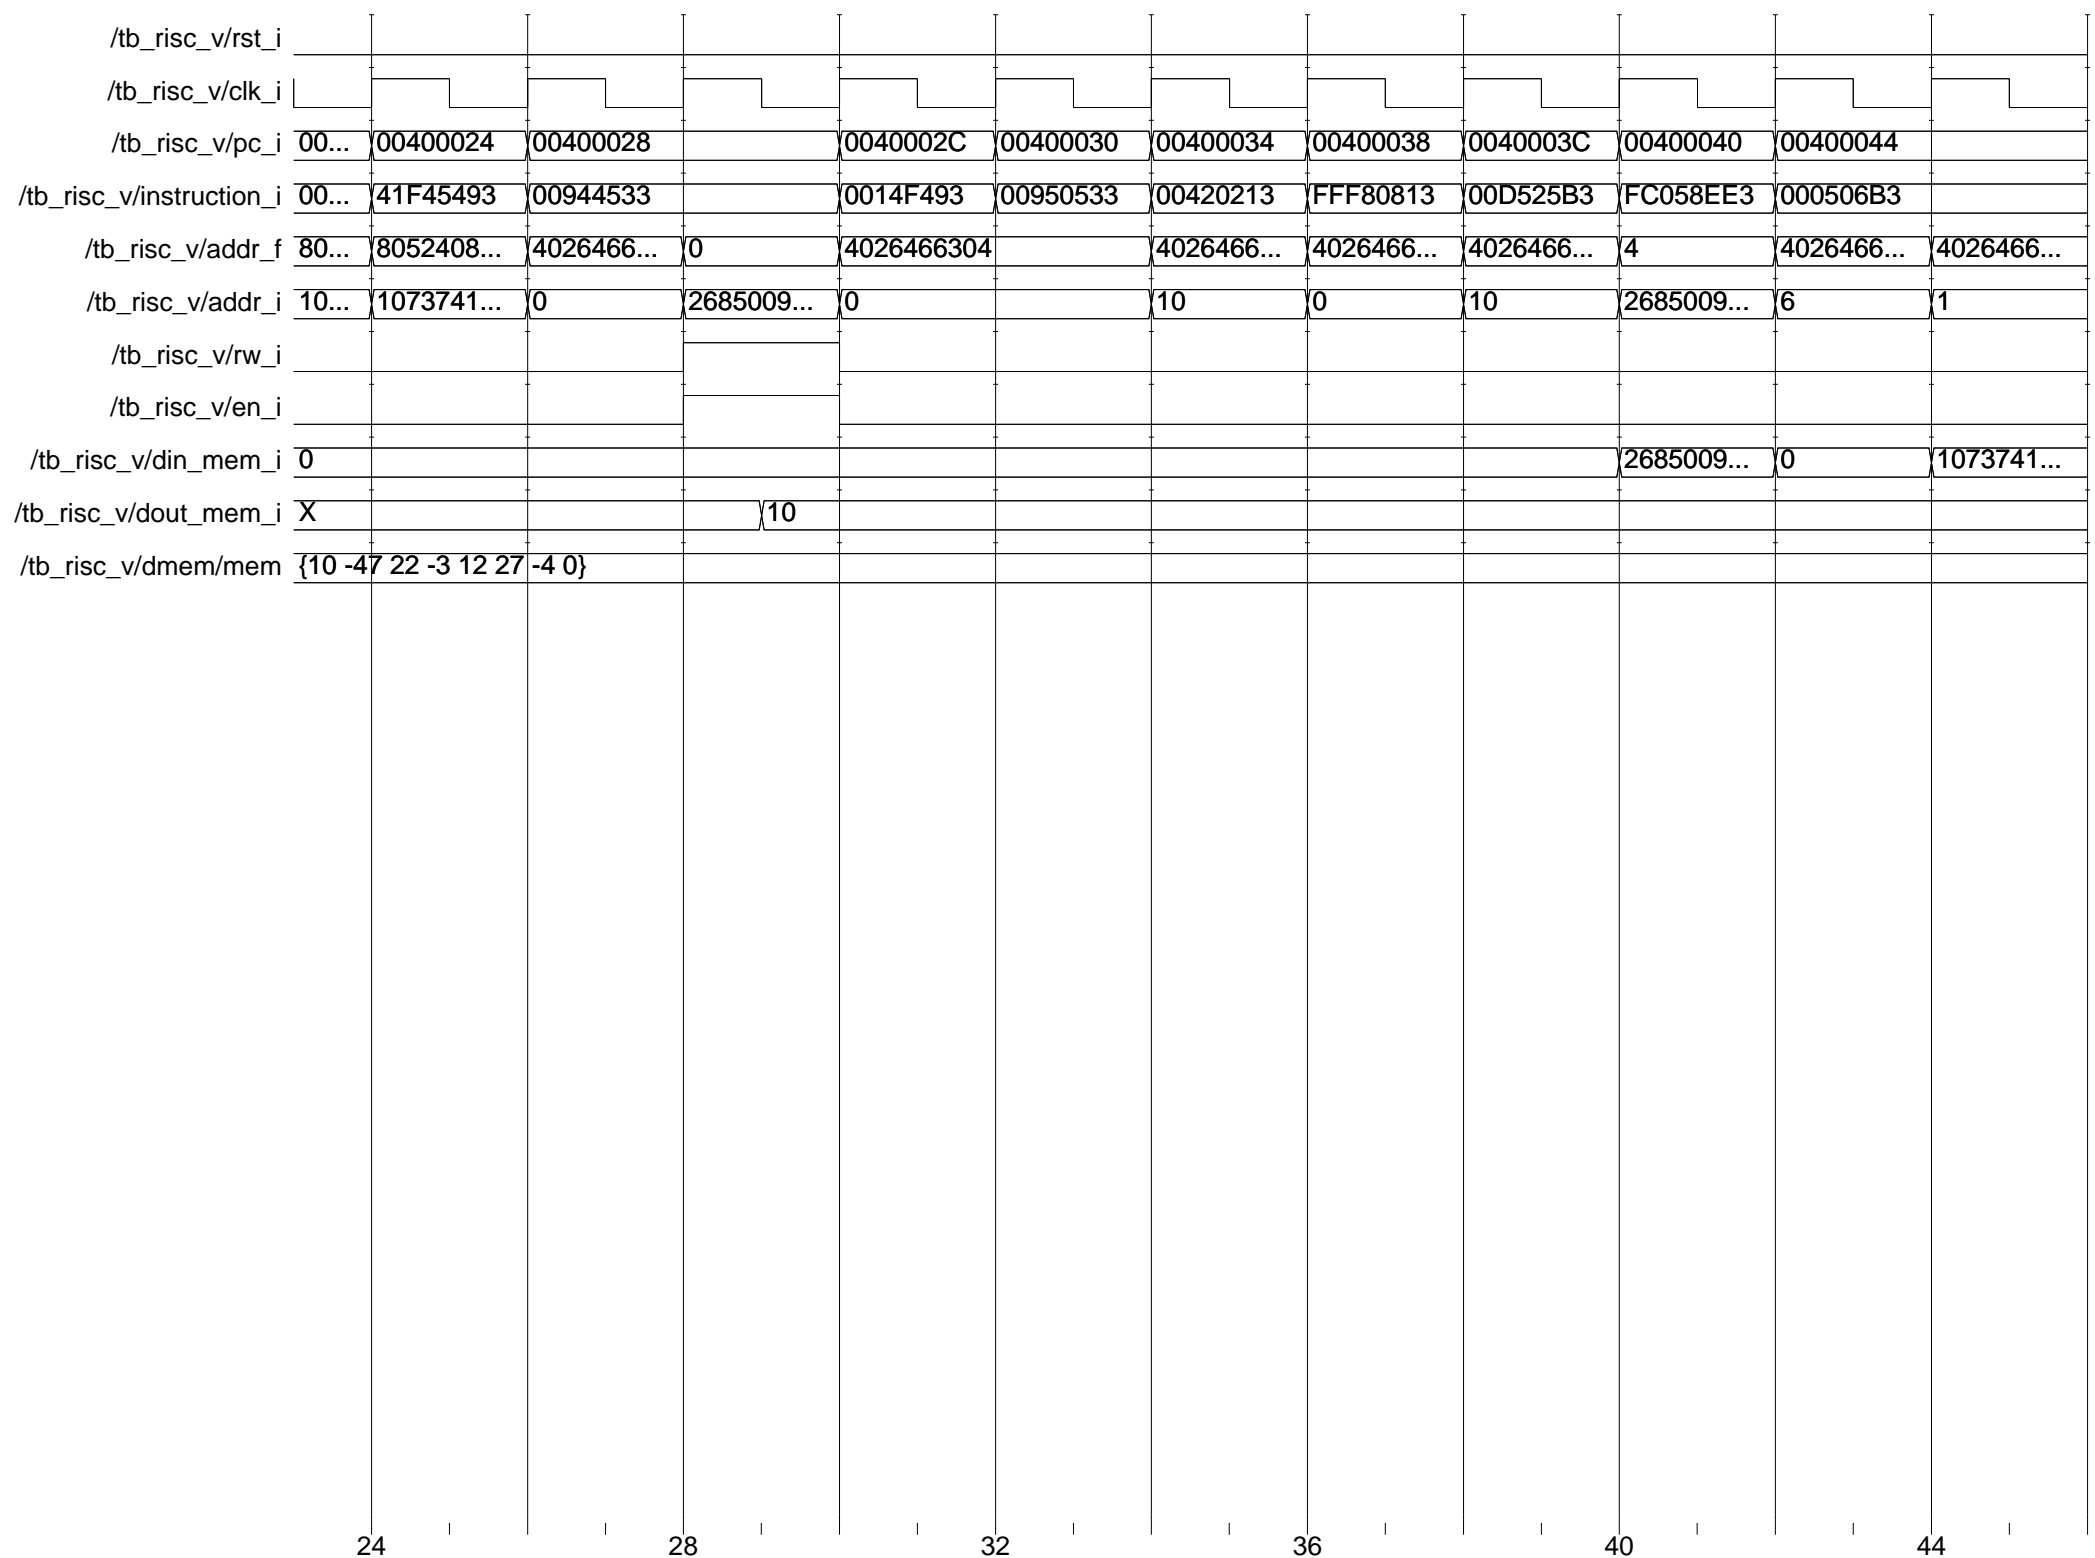 /tb_risc_v/rst_i
/tb_risc_v/clk_i
/tb_risc_v/pc_i 00... 00400024 00400028 0040002C 00400030 00400034 00400038 0040003C 00400040 00400044
/tb_risc_v/instruction_i 00... 41F45493 00944533 0014F493 00950533 00420213 FFF80813 00D525B3 FC058EE3 000506B3
/tb_risc_v/addr_f 80... 8052408... 4026466... 0 4026466304 4026466... 4026466... 4026466... 4 4026466... 4026466...
/tb_risc_v/addr_i 10... 1073741... 0 2685009... 0 10 0 10 2685009... 6 1
/tb_risc_v/rw_i
/tb_risc_v/en_i
/tb_risc_v/din_mem_i 0 2685009... 0 1073741...
/tb_risc_v/dout_mem_i X 10
/tb_risc_v/dmem/mem {10 -47 22 -3 12 27 -4 0}
24 28 32 36 40 44